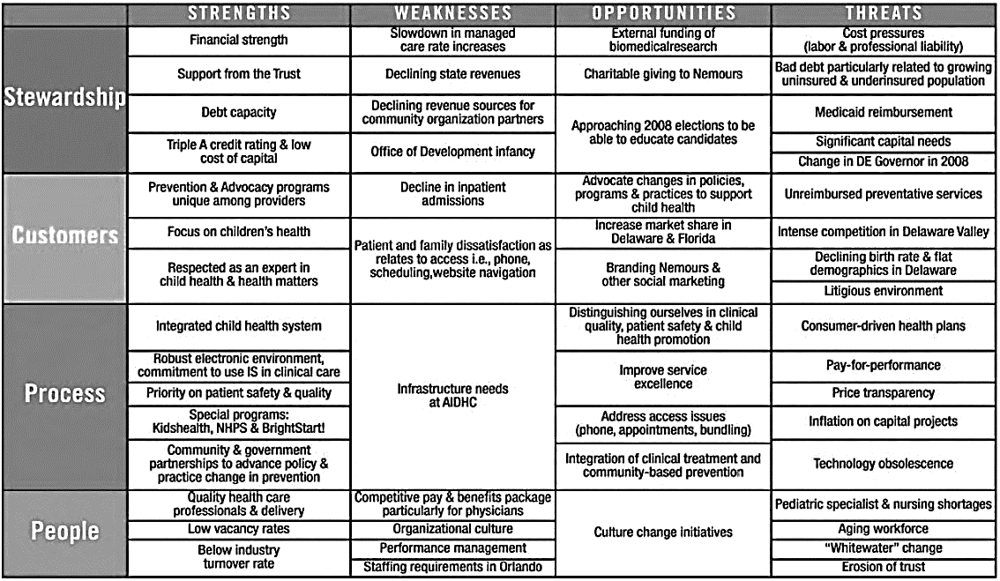 STRENGTHS
WEAKNESSES
OPPORTUNITIES
THREATS
Stewardship
Financial strength
Slowdown in managed
care rate increases
External funding of
biomedicalresearch
Cost pressures
(labor & professional liability)
Support from the Trust
Declining state revenues
Charitable giving to Nemours
Bad debt particularly related to growing
uninsured & underinsured population
Debt capacity
Declining revenue sources for
community organization partners
Approaching 2008 elections to be
able to educate candidates
Medicaid reimbursement
Triple A credit rating & low
cost of capital
Office of Development infancy
Significant capital needs
Change in DE Governor in 2008
Customers
Prevention & Advocacy programs
unique among providers
Decline in inpatient
admissions
Advocate changes in policies,
programs & practices to support
child health
Unreimbursed preventative services
Focus on children's health
Patient and family dissatisfaction as
relates to access i.e., phone,
scheduling,website navigation
Increase market share in
Delaware & Florida
Intense competition in Delaware Valley
Respected as an expert in
child health & health matters
Branding Nemours &
other social marketing
Declining birth rate & flat
demographics in Delaware
Litigious environment
Process
Integrated child health system
Infrastructure needs
at AIDHC
Distinguishing ourselves in clinical
quality, patient safety & child
health promotion
Consumer-driven health plans
Robust electronic environment,
commitment to use IS in clinical care
Improve service
excellence
Pay-for-performance
Priority on patient safety & quality
Price transparency
Special programs:
Kidshealth, NHPS & BrightStart!
Address access issues
(phone, appointments, bundling)
Inflation on capital projects
Community & government
partnerships to advance policy &
practice change in prevention
Integration of clinical treatment and
community-based prevention
Technology obsolescence
People
Quality health care
professionals & delivery
Competitive pay & benefits package
particularly for physicians
Culture change initiatives
Pediatric specialist & nursing shortages
Low vacancy rates
Organizational culture
Aging workforce
Below industry
turnover rate
Performance management
"Whitewater" change
Staffing requirements in Orlando
Erosion of trust